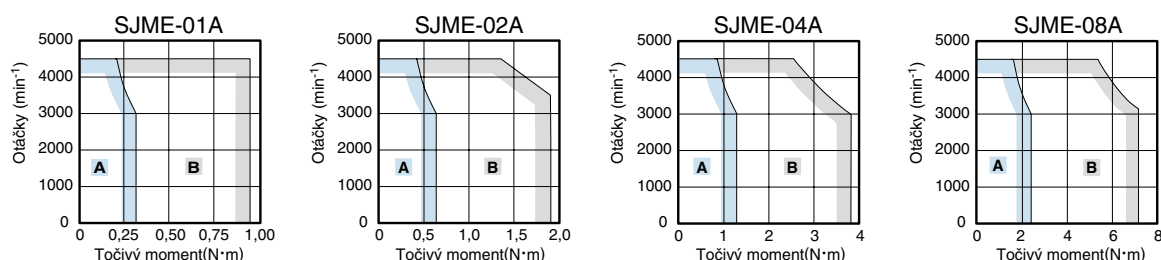 SJME-01A
5000
4000
3000
2000
1000
0
Otáčky (min⁻¹)
A
B
0
0,25
0,50
0,75
1,00
Točivý moment(N·m)
SJME-02A
5000
4000
3000
2000
1000
0
Otáčky (min⁻¹)
A
B
0
0,5
1,0
1,5
2,0
Točivý moment(N·m)
SJME-04A
5000
4000
3000
2000
1000
0
Otáčky (min⁻¹)
A
B
0
1
2
3
4
Točivý moment(N·m)
SJME-08A
5000
4000
3000
2000
1000
0
Otáčky (min⁻¹)
A
B
0
2
4
6
8
Točivý moment(N·m)